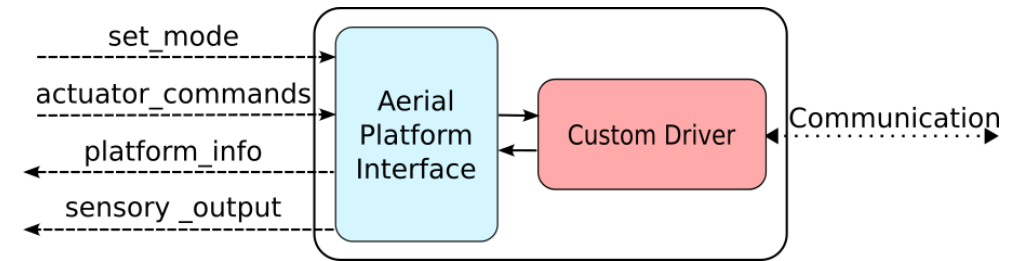 set_mode
actuator_commands
platform_info
sensory _output
Aerial
Platform
Interface
Custom Driver
Communication